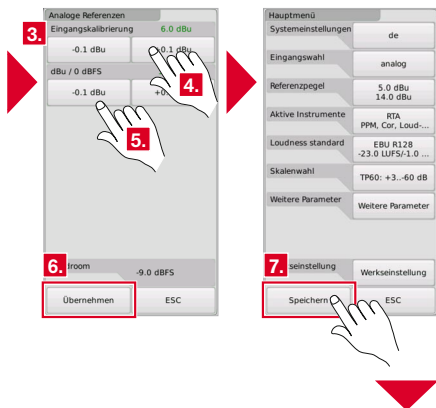 Analoge Referenzen
3.
Eingangskalibrierung 6.0 dBu
-0.1 dBu +0.1 dBu
4.
dBu / 0 dBFS
-0.1 dBu
5.
6.
-9.0 dBFS
Übernehmen ESC
Hauptmenü
Systemeinstellungen de
Eingangswahl analog
Referenzpegel 5.0 dBu
14.0 dBu
Aktive Instrumente RTA
PPM, Cor, Loud-...
Loudness standard EBU R128
-23.0 LUFS/-1.0 ...
Skalenwahl TP60: +3..-60 dB
Weitere Parameter Weitere Parameter
7.
Werkseinstellung
Speichern ESC